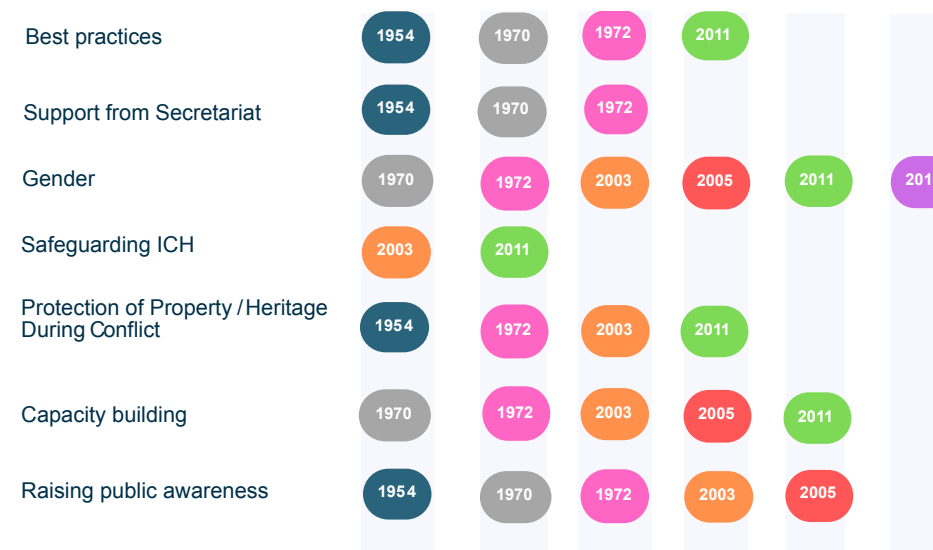 Best practices 1954 1970 1972 2011
Support from Secretariat 1954 1970 1972
Gender 1970 1972 2003 2005 2011 201
Safeguarding ICH 2003 2011
Protection of Property / Heritage
During Conflict 1954 1972 2003 2011
Capacity building 1970 1972 2003 2005 2011
Raising public awareness 1954 1970 1972 2003 2005